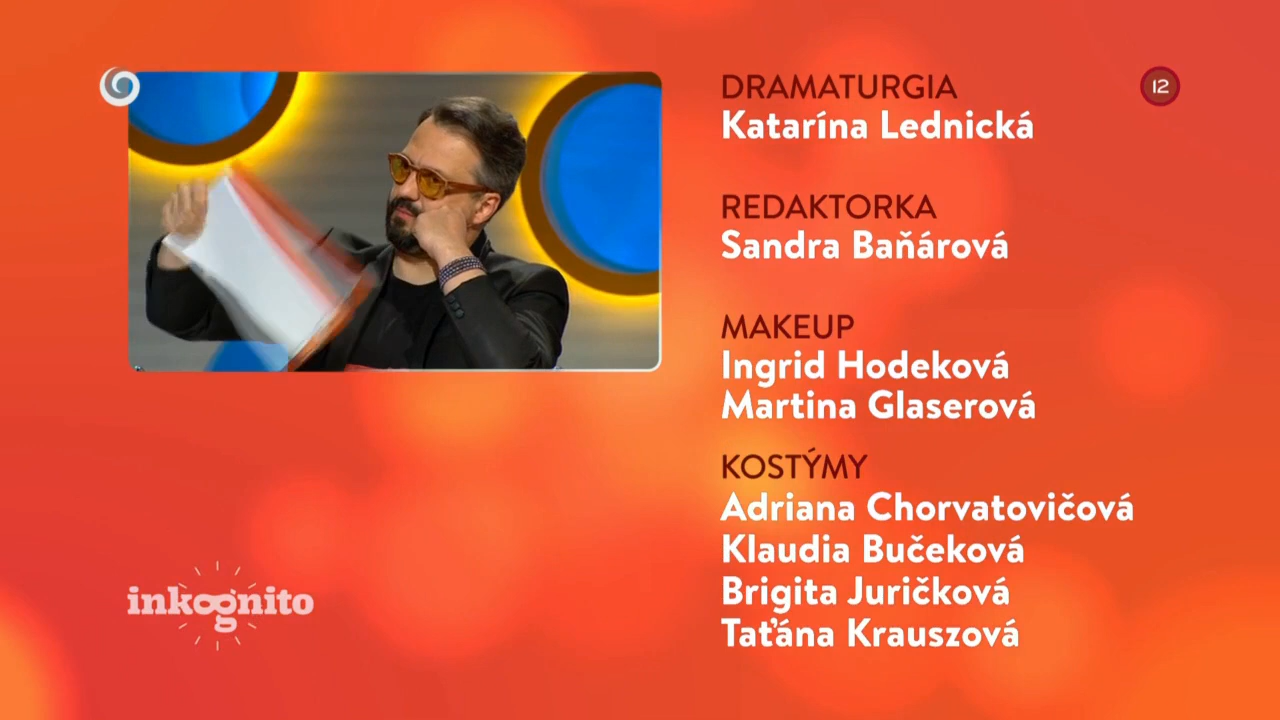 DRAMATURGIA
Katarína Lednická
REDAKTORKA
Sandra Baňárová
MAKEUP
Ingrid Hodeková
Martina Glaserová
KOSTÝMY
Adriana Chorvatovičová
Klaudia Bučeková
Brigita Juričková
Taťána Krauszová
12
inkognito